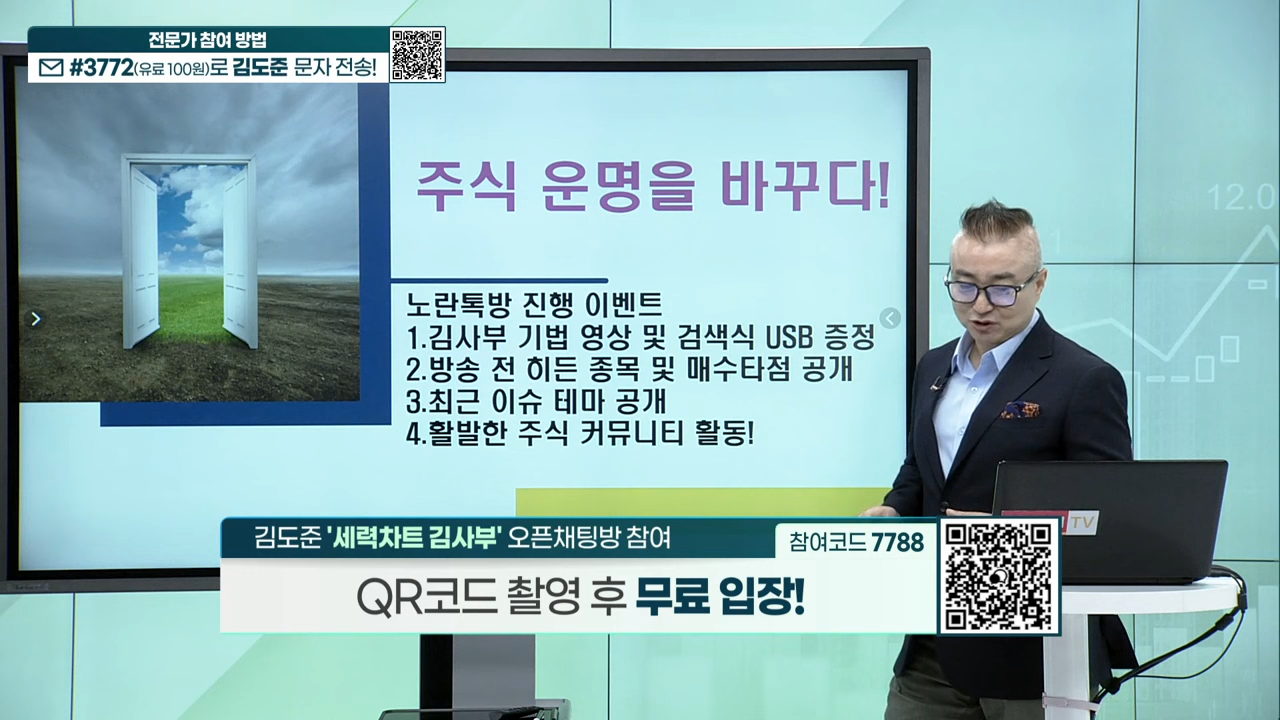 전문가 참여 방법
#3772(유료 100원)로 김도준 문자 전송!
주식 운명을 바꾸다!
노란톡방 진행 이벤트
1.김사부 기법 영상 및 검색식 USB 증정
2.방송 전 히든 종목 및 매수타점 공개
3.최근 이슈 테마 공개
4.활발한 주식 커뮤니티 활동!
12.0
김도준 '세력차트 김사부' 오픈채팅방 참여
참여코드 7788
QR코드 촬영 후 무료 입장!
TV